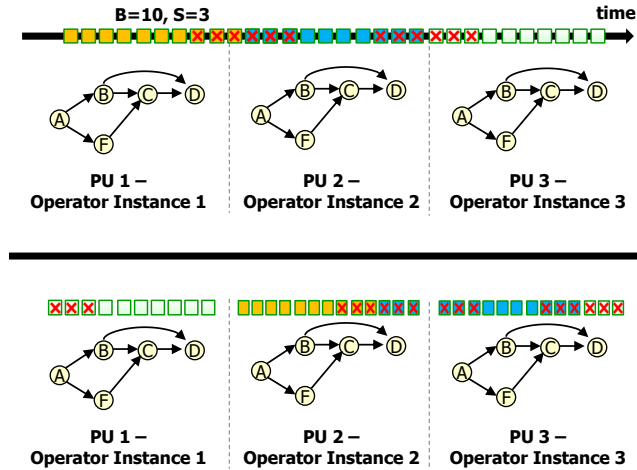 B=10, S=3
time
A B C D F
A B C D F
A B C D F
PU 1 – PU 2 – PU 3 –
Operator Instance 1 Operator Instance 2 Operator Instance 3
A B C D F
A B C D F
A B C D F
PU 1 – PU 2 – PU 3 –
Operator Instance 1 Operator Instance 2 Operator Instance 3